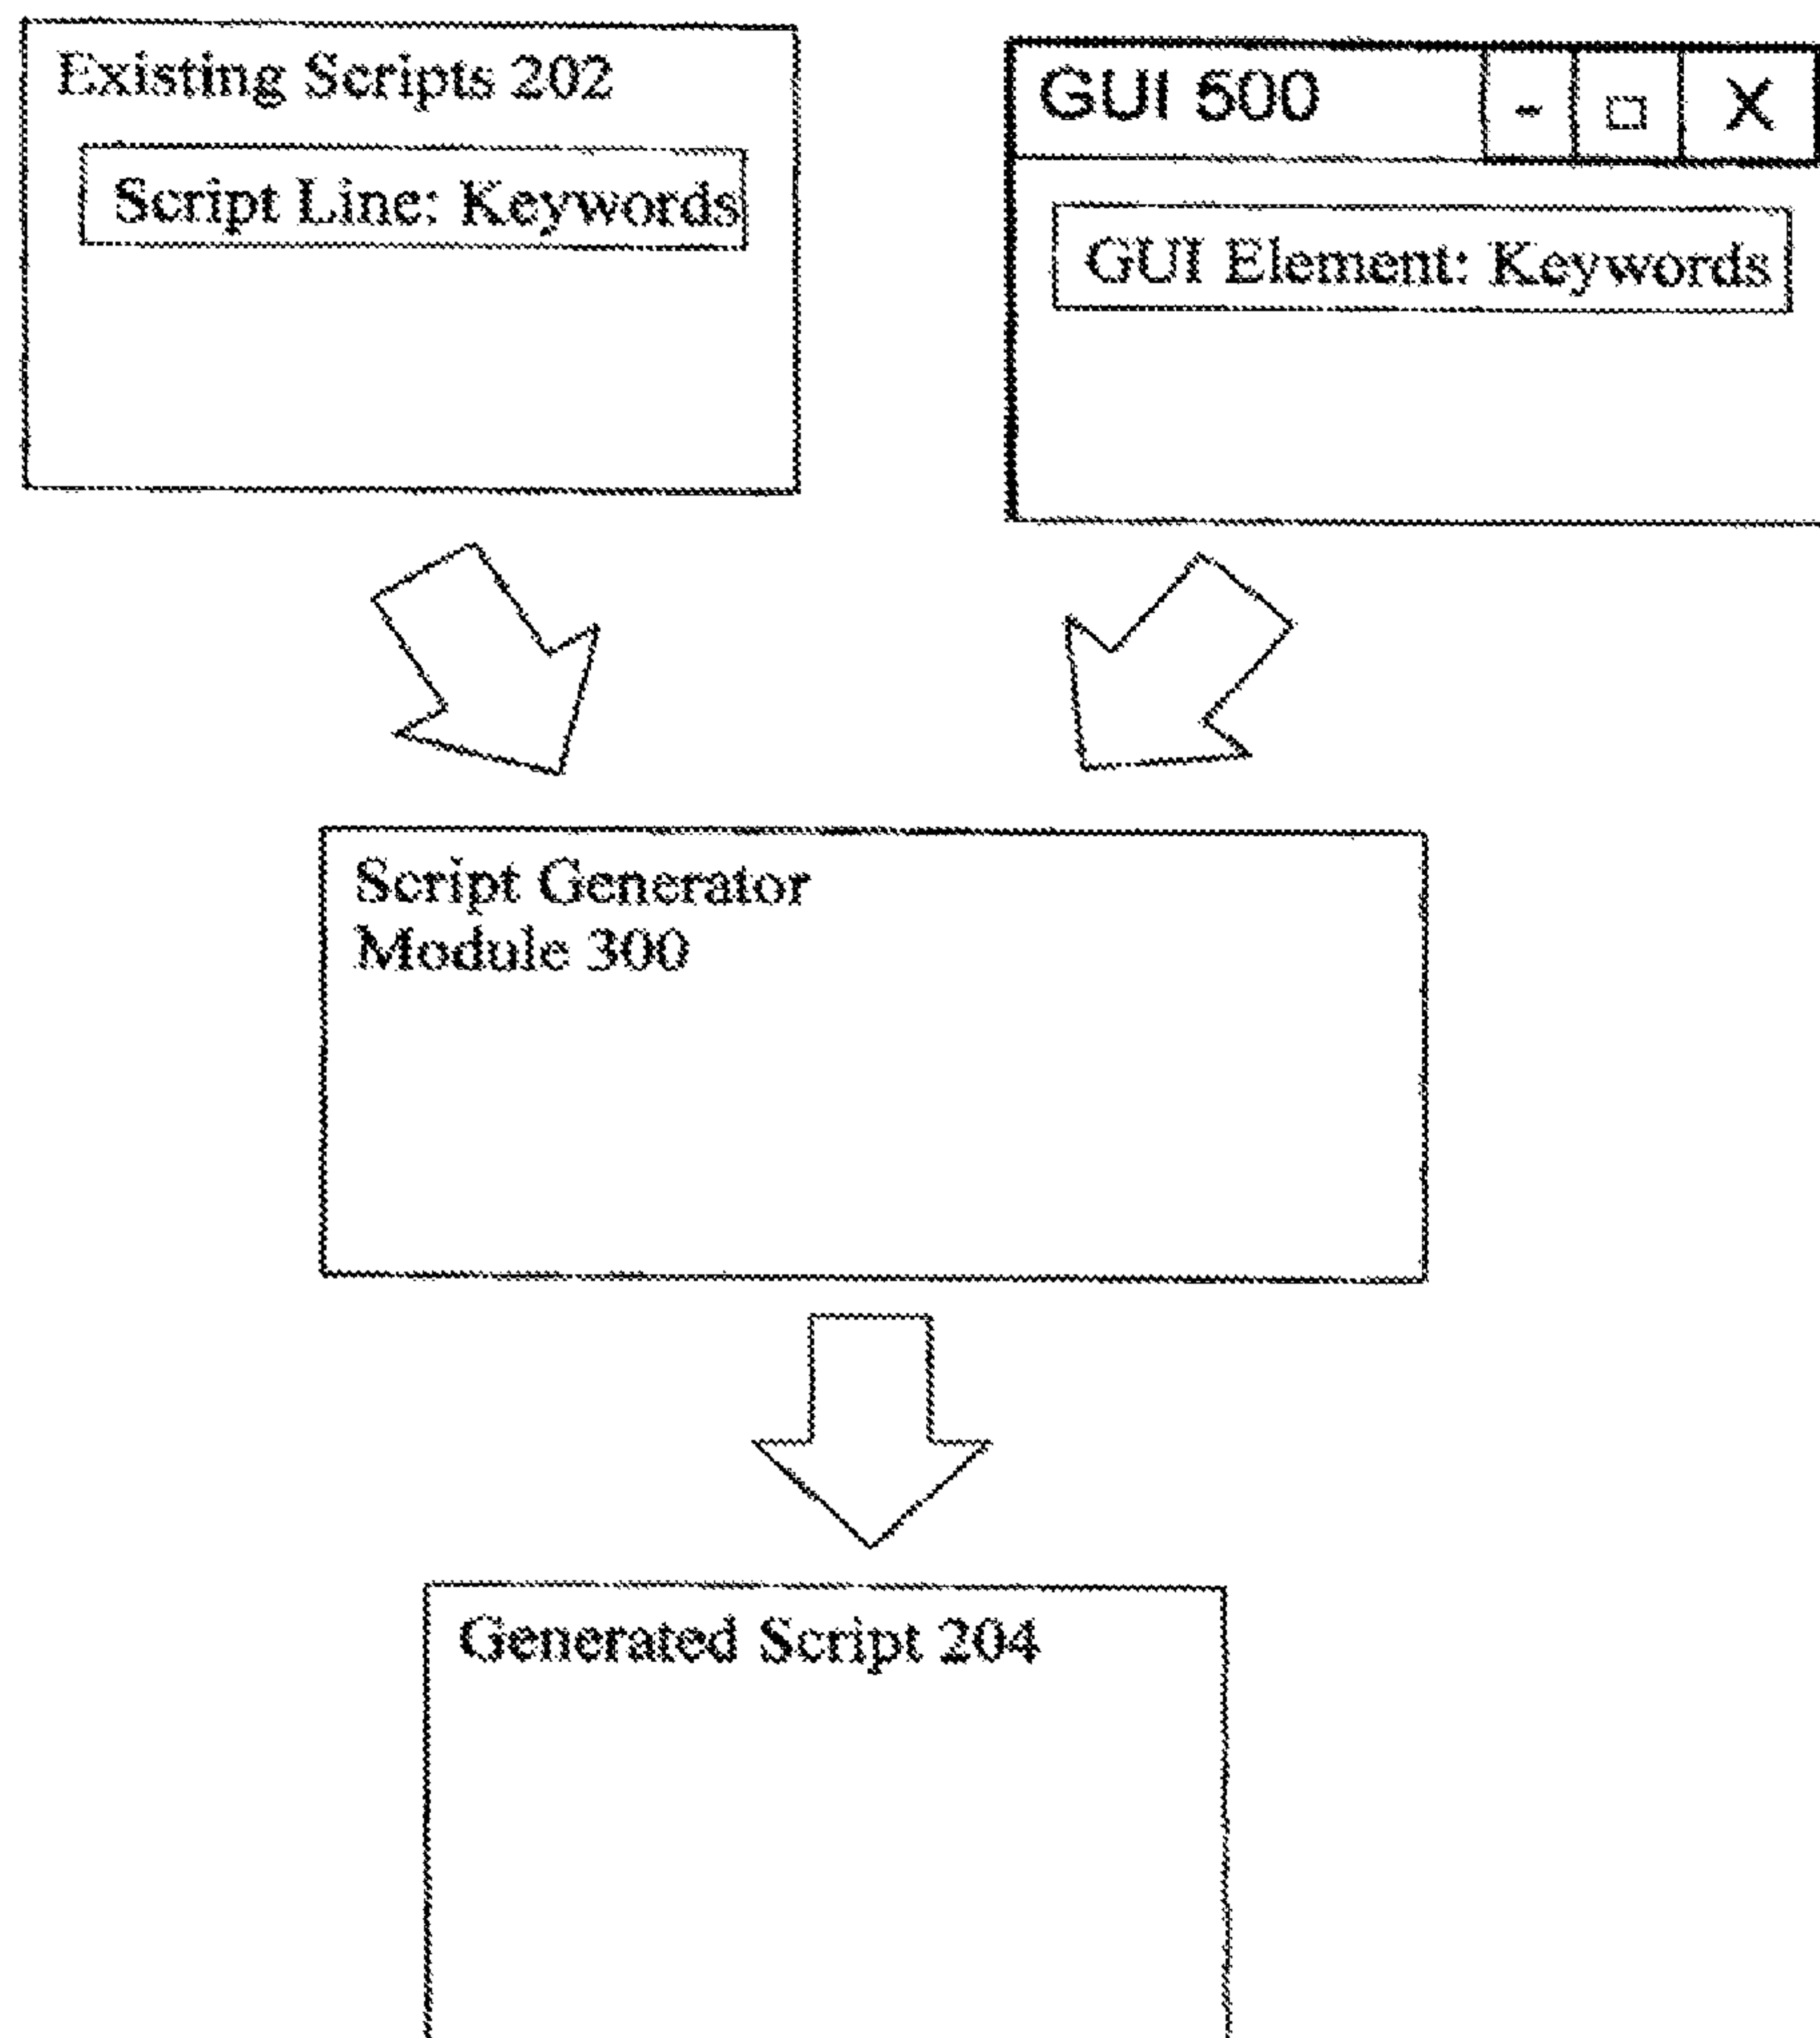 Existing Scripts 202
Script Line: Keywords
GUI 500
- □ X
GUI Element: Keywords
Script Generator
Module 300
Generated Script 204